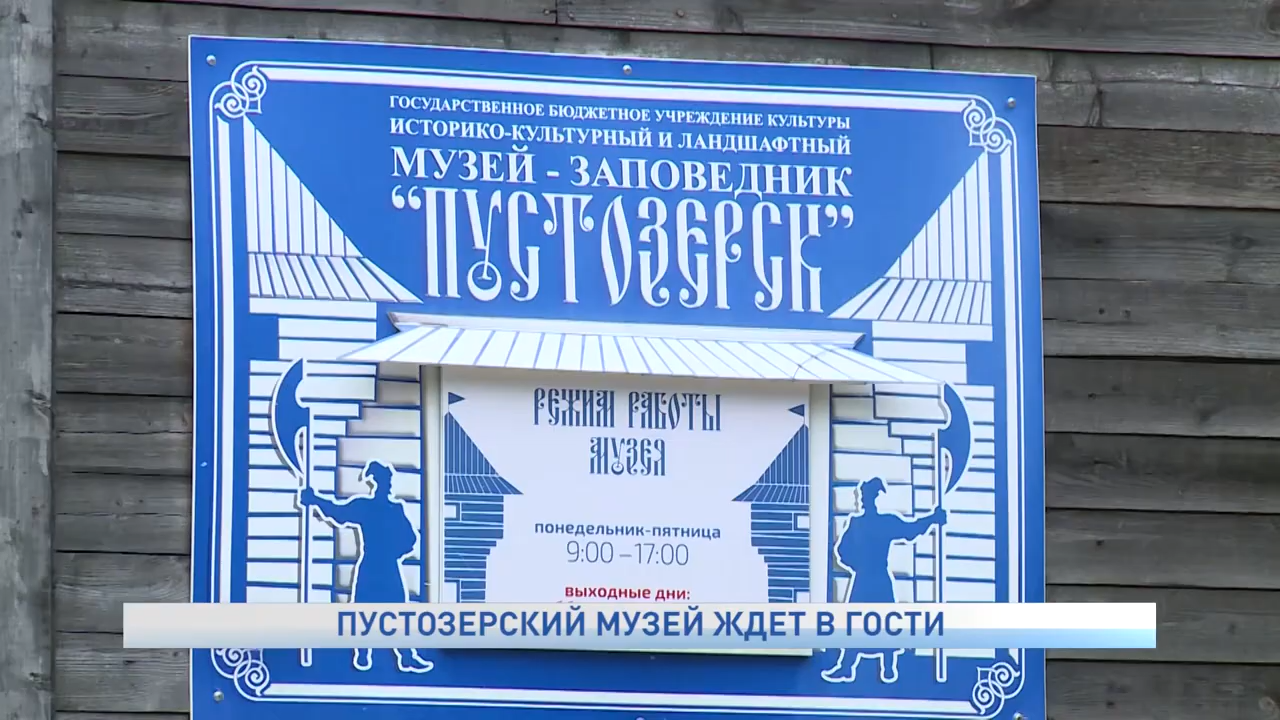 ГОСУДАРСТВЕННОЕ БЮДЖЕТНОЕ УЧРЕЖДЕНИЕ КУЛЬТУРЫ
ИСТОРИКО-КУЛЬТУРНЫЙ И ЛАНДШАФТНЫЙ
МУЗЕЙ - ЗАПОВЕДНИК
“ПУСТОЗЕРСК”
РЕЖИМ РАБОТЫ
МУЗЕЯ
понедельник-пятница
9:00 – 17:00
выходные дни:
ПУСТОЗЕРСКИЙ МУЗЕЙ ЖДЕТ В ГОСТИ